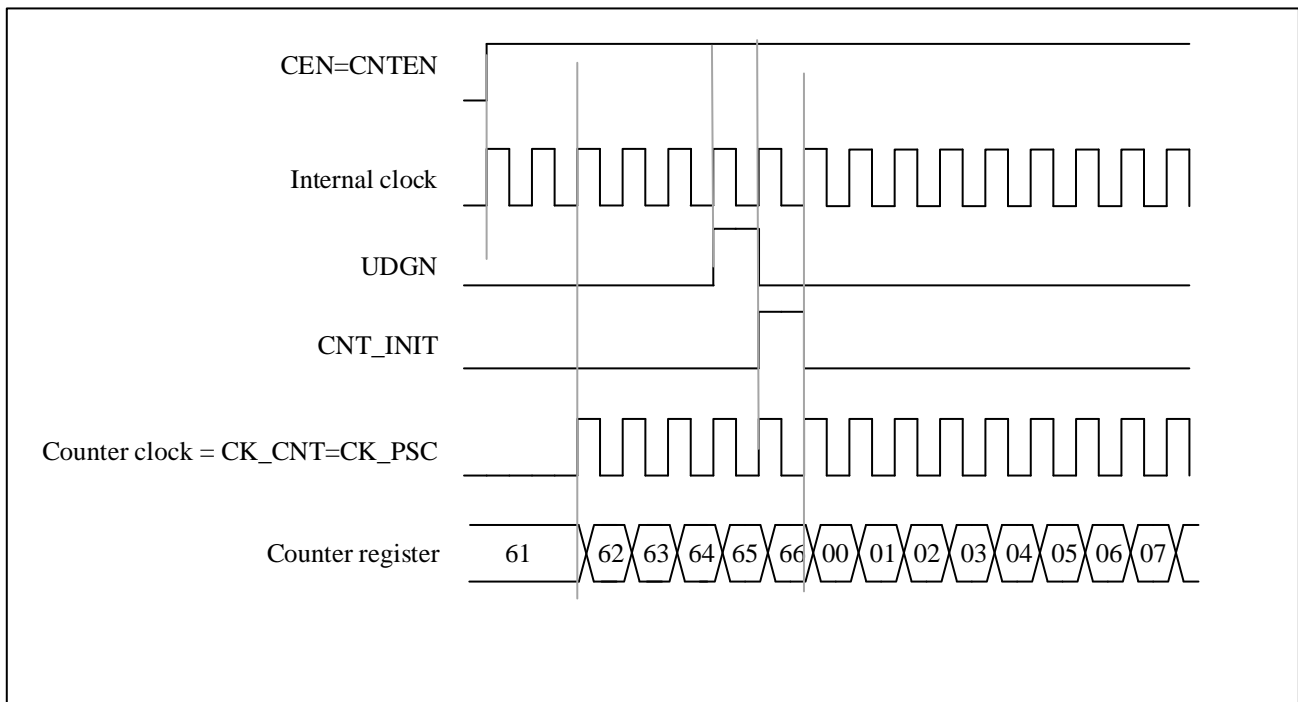 CEN=CNTEN
Internal clock
UDGN
CNT_INIT
Counter clock = CK_CNT=CK_PSC
Counter register 61 62 63 64 65 66 00 01 02 03 04 05 06 07